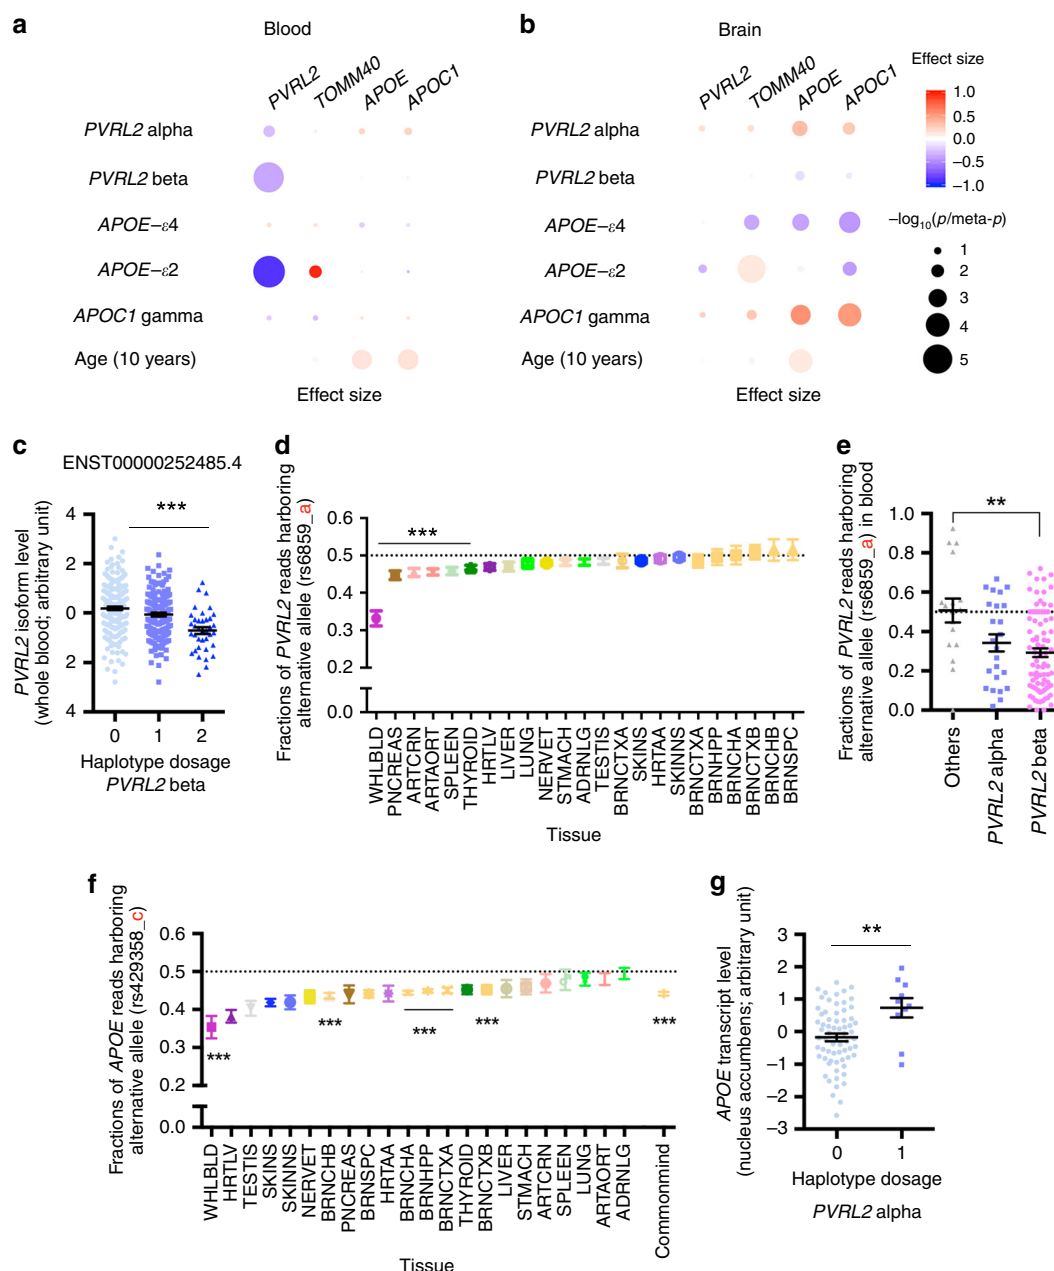 a
Blood
PVRL2 TOMM40 APOE APOC1
PVRL2 alpha
PVRL2 beta
APOE–ε4
APOE–ε2
APOC1 gamma
Age (10 years)
Effect size
b
Brain
PVRL2 TOMM40 APOE APOC1
PVRL2 alpha
PVRL2 beta
APOE–ε4
APOE–ε2
APOC1 gamma
Age (10 years)
Effect size
Effect size
1.0
0.5
0.0
−0.5
−1.0
−log10(p/meta-p)
1
2
3
4
5
c
ENST00000252485.4
PVRL2 isoform level
(whole blood; arbitrary unit)
4
2
0
2
4
***
0 1 2
Haplotype dosage
PVRL2 beta
d
Fractions of PVRL2 reads harboring
alternative allele (rs6859_a)
0.6
0.5
0.4
0.3
0.2
0.0
***
WHLBLD
PNCREAS
ARTCRN
ARTAORT
SPLEEN
THYROID
HRTLV
LIVER
LUNG
NERVET
STMACH
ADRNLG
TESTIS
BRNCTXA
SKINS
HRTAA
SKINNS
BRNCTXA
BRNHPP
BRNCHA
BRNCTXB
BRNCHB
BRNSPC
Tissue
e
Fractions of PVRL2 reads harboring
alternative allele (rs6859_a) in blood
1.0
0.8
0.6
0.4
0.2
0.0
**
Others
PVRL2 alpha
PVRL2 beta
f
Fractions of APOE reads harboring
alternative allele (rs429358_c)
0.6
0.5
0.4
0.3
0.2
0.0
***
***
***
***
***
WHLBLD
HRTLV
TESTIS
SKINS
SKINNS
NERVET
BRNCHB
PNCREAS
BRNSPC
HRTAA
BRNCHA
BRNHPP
BRNCTXA
THYROID
BRNCTXB
LIVER
STMACH
ARTCRN
SPLEEN
LUNG
ARTAORT
ADRNLG
Commonmind
Tissue
g
APOE transcript level
(nucleus accumbens; arbitrary unit)
3
2
1
0
−1
−2
−3
**
0 1
Haplotype dosage
PVRL2 alpha